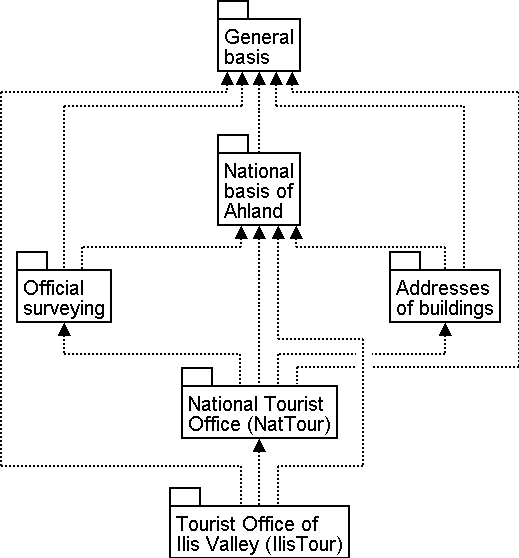 General
basis
National
basis of
Ahland
Official
surveying
Addresses
of buildings
National Tourist
Office (NatTour)
Tourist Office of
Ilis Valley (IlisTour)